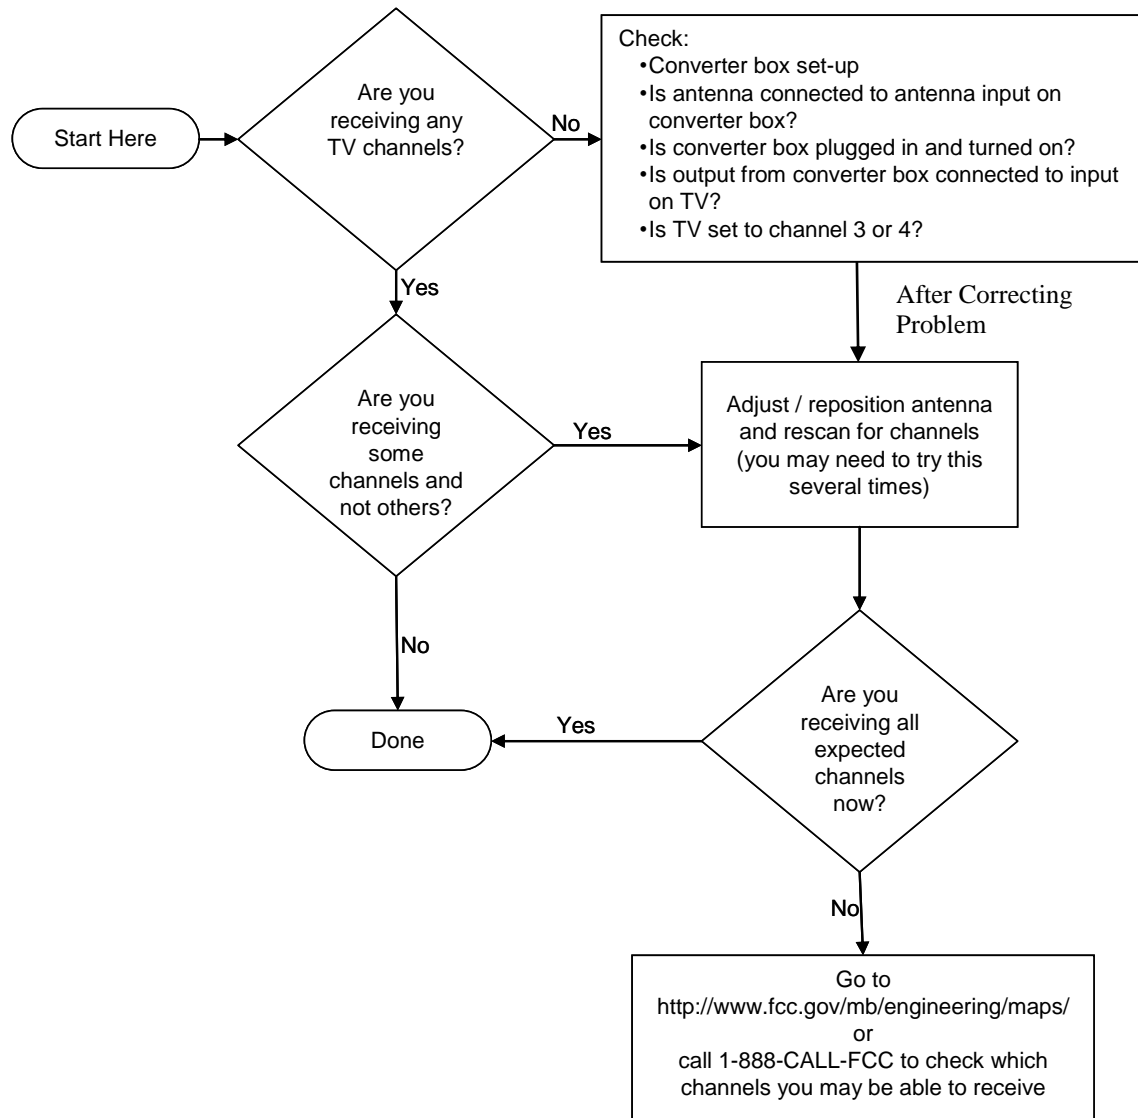 Start Here
Are you
receiving any
TV channels?
No
Check:
•Converter box set-up
•Is antenna connected to antenna input on
converter box?
•Is converter box plugged in and turned on?
•Is output from converter box connected to input
on TV?
•Is TV set to channel 3 or 4?
Yes
After Correcting
Problem
Are you
receiving
some
channels and
not others?
Yes
Adjust / reposition antenna
and rescan for channels
(you may need to try this
several times)
No
Done
Yes
Are you
receiving all
expected
channels
now?
No
Go to
http://www.fcc.gov/mb/engineering/maps/
or
call 1-888-CALL-FCC to check which
channels you may be able to receive